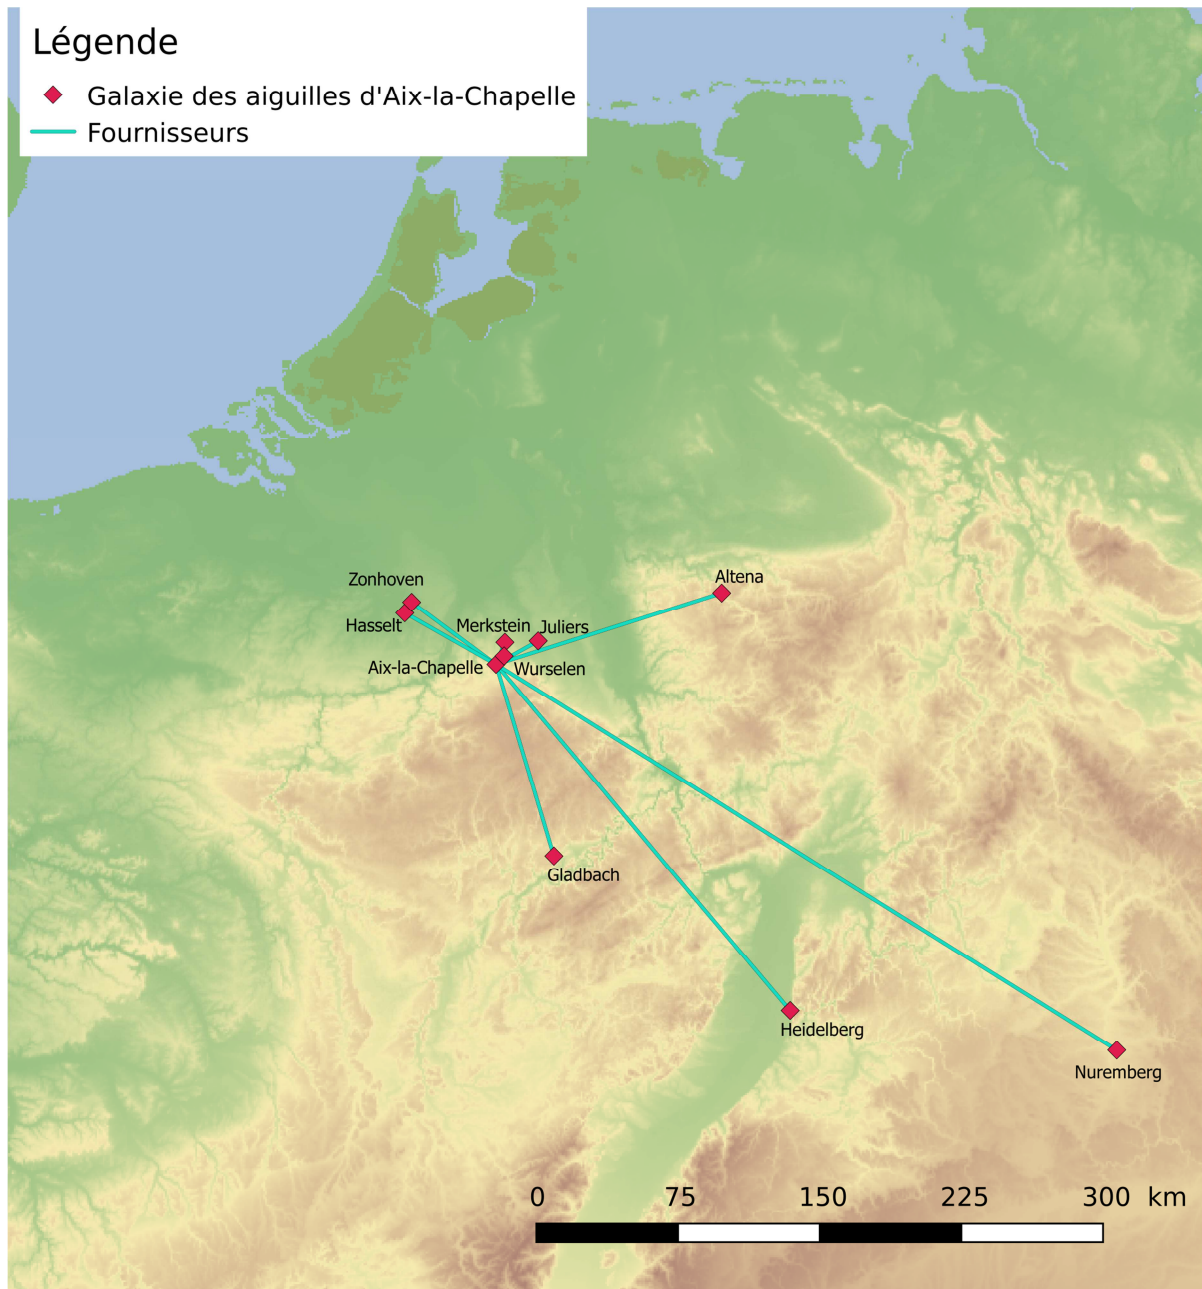 Légende
Galaxie des aiguilles d'Aix-la-Chapelle
Fournisseurs
Zonhoven
Altena
Hasselt
Merkstein
Juliers
Aix-la-Chapelle
Wurselen
Gladbach
Heidelberg
Nuremberg
0 75 150 225 300 km